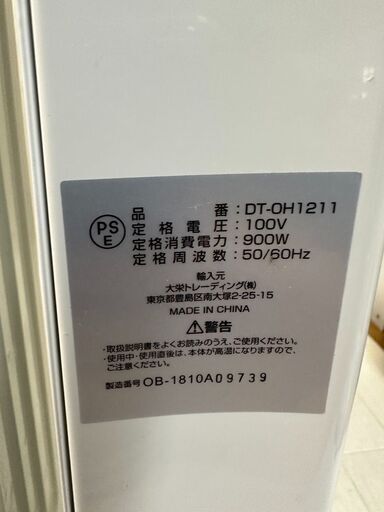 PS
E
品番:DT-OH1211
定格電圧:100V
定格消費電力:900W
定格周波数:50/60Hz
輸入元
大栄トレーディング㈱
東京都豊島区南大塚2-25-15
MADE IN CHINA
⚠警告
・取扱説明書をよくお読みのうえ、ご使用ください。
・使用中・使用直後は、本体が高温になりますので、
ご注意ください。
製造番号 OB-1810A09739